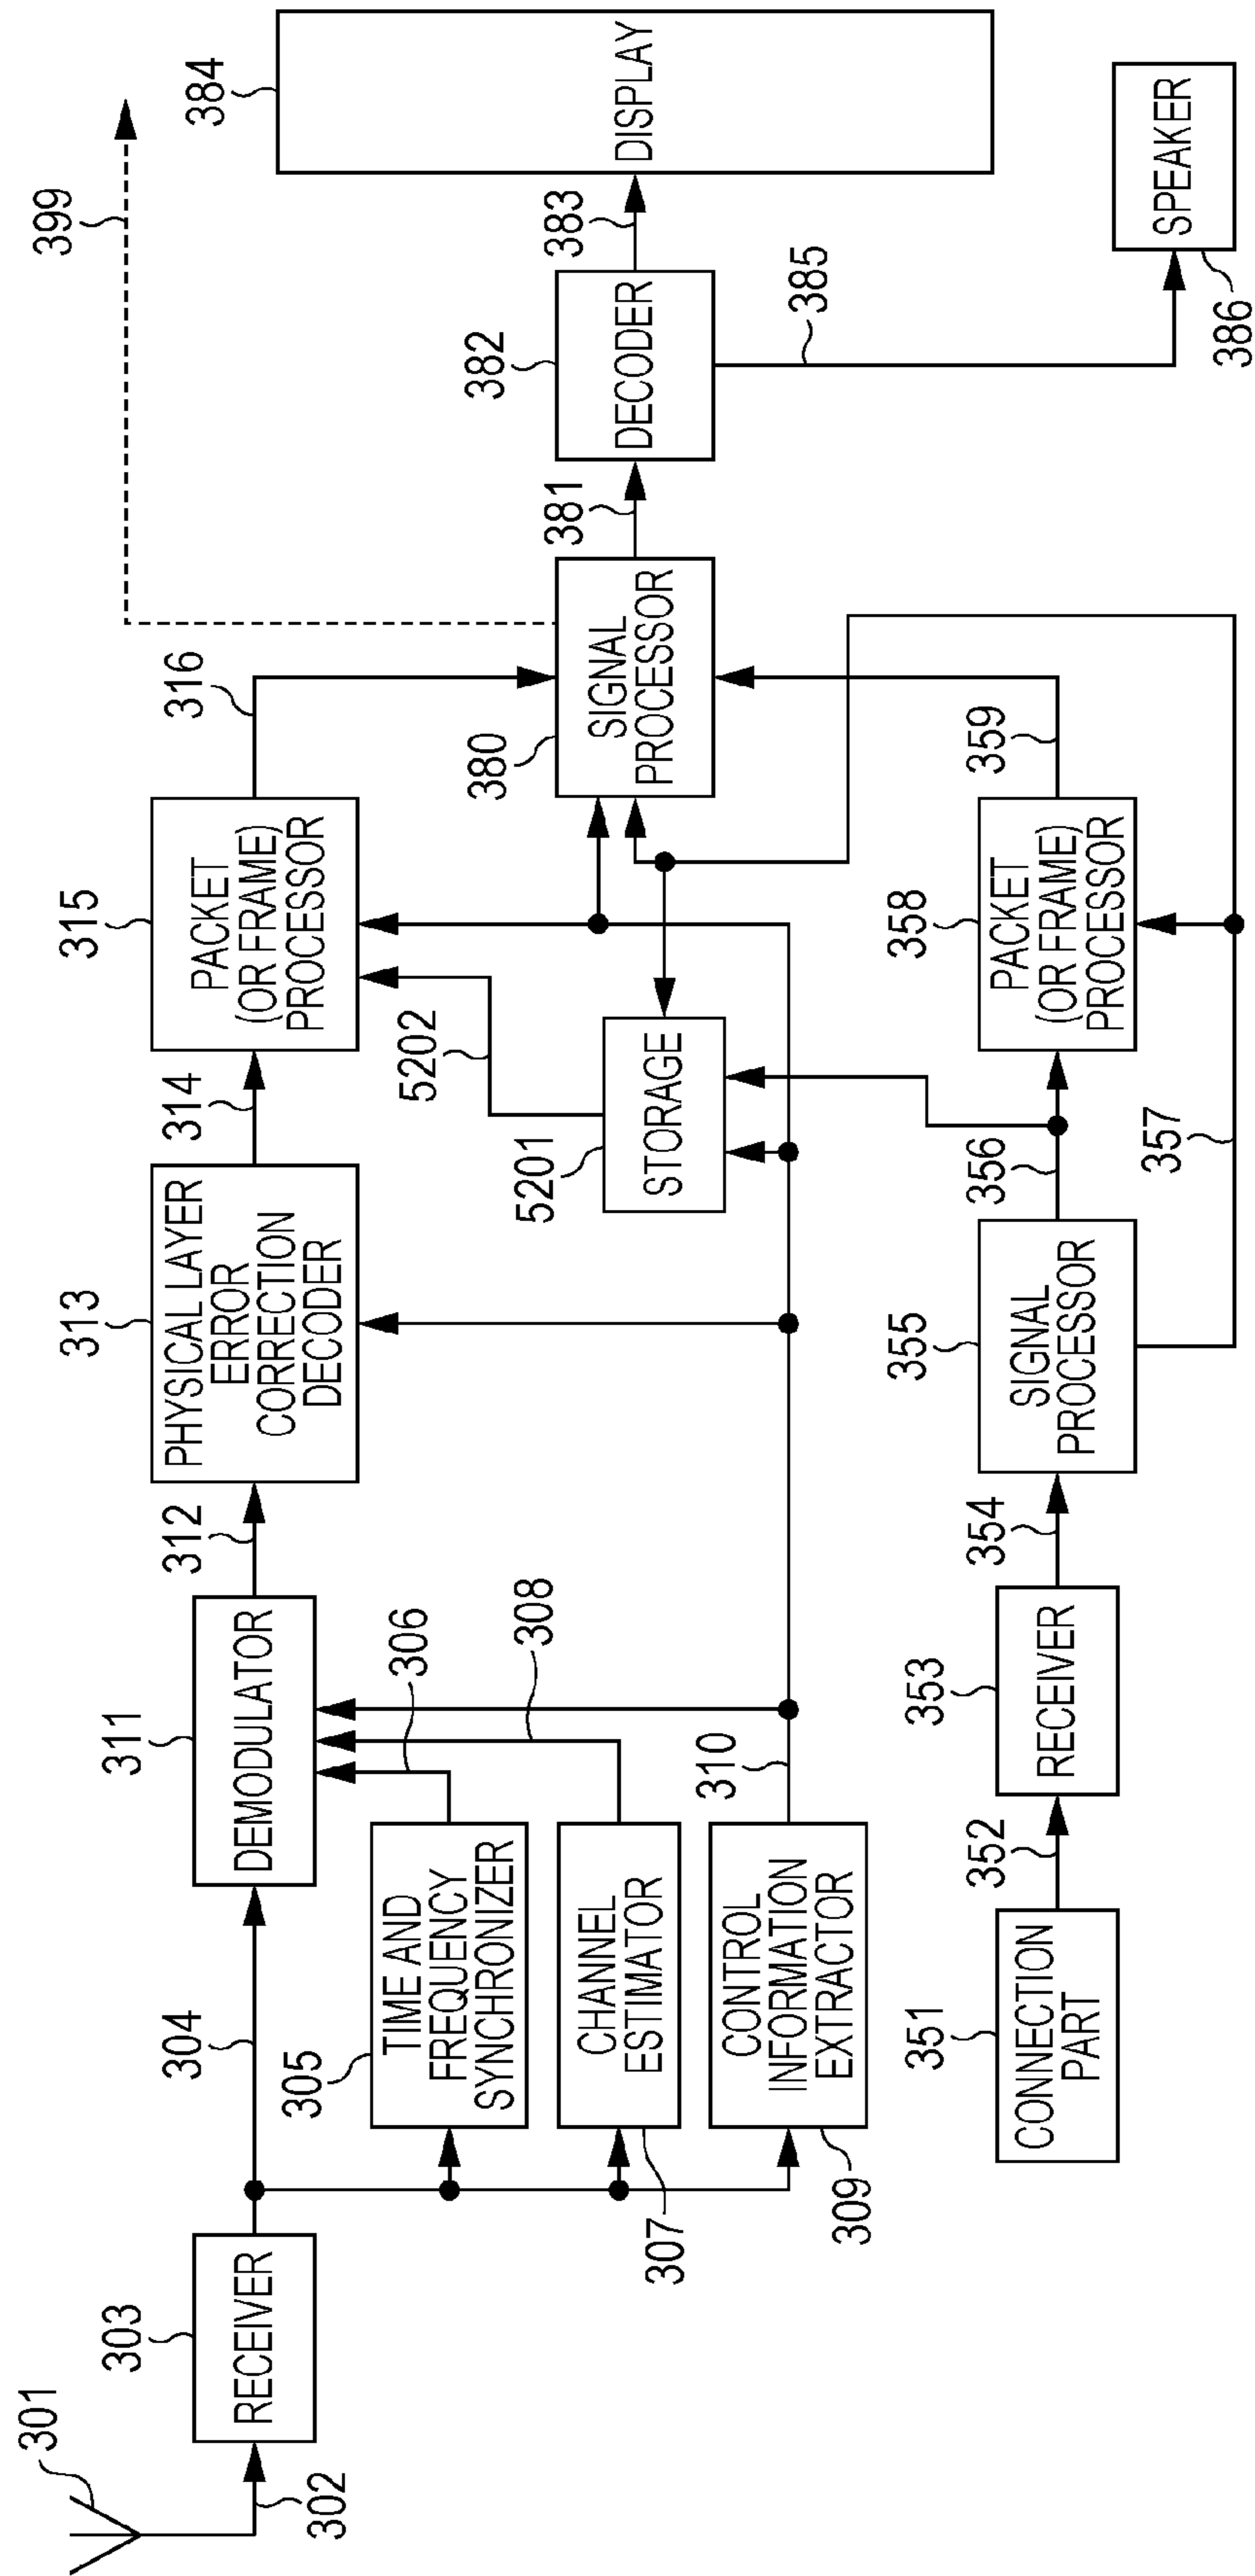 301
302
303
RECEIVER
304
305
TIME AND
FREQUENCY
SYNCHRONIZER
306
307
CHANNEL
ESTIMATOR
308
309
CONTROL
INFORMATION
EXTRACTOR
310
311
DEMODULATOR
312
313
PHYSICAL LAYER
ERROR
CORRECTION
DECODER
314
315
PACKET
(OR FRAME)
PROCESSOR
316
5201
STORAGE
5202
351
CONNECTION
PART
352
353
RECEIVER
354
355
SIGNAL
PROCESSOR
356
357
358
PACKET
(OR FRAME)
PROCESSOR
359
380
SIGNAL
PROCESSOR
381
382
DECODER
383
384
DISPLAY
385
386
SPEAKER
399